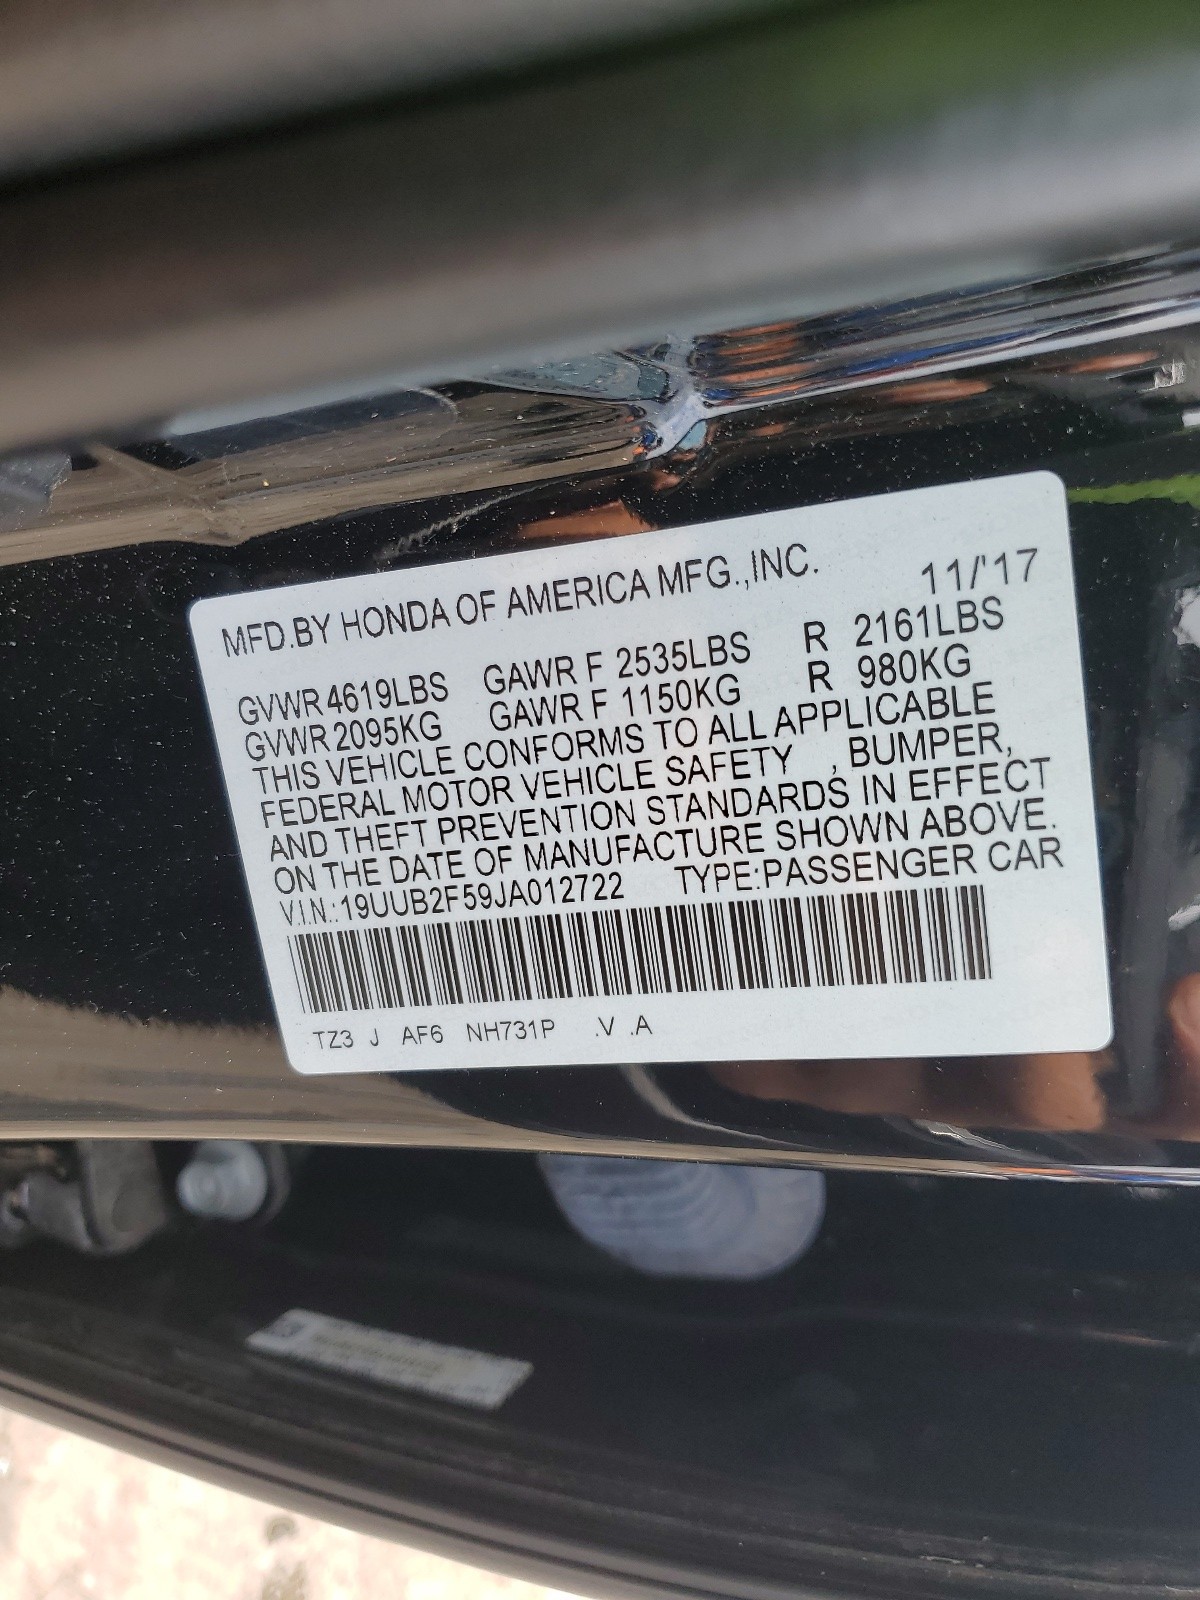 MFD.BY HONDA OF AMERICA MFG.,INC. 11/'17
GVWR 4619LBS GAWR F 2535LBS R 2161LBS
GVWR 2095KG GAWR F 1150KG R 980KG
THIS VEHICLE CONFORMS TO ALL APPLICABLE
FEDERAL MOTOR VEHICLE SAFETY , BUMPER,
AND THEFT PREVENTION STANDARDS IN EFFECT
ON THE DATE OF MANUFACTURE SHOWN ABOVE.
V.I.N.:19UUB2F59JA012722 TYPE:PASSENGER CAR
TZ3 J AF6 NH731P .V .A